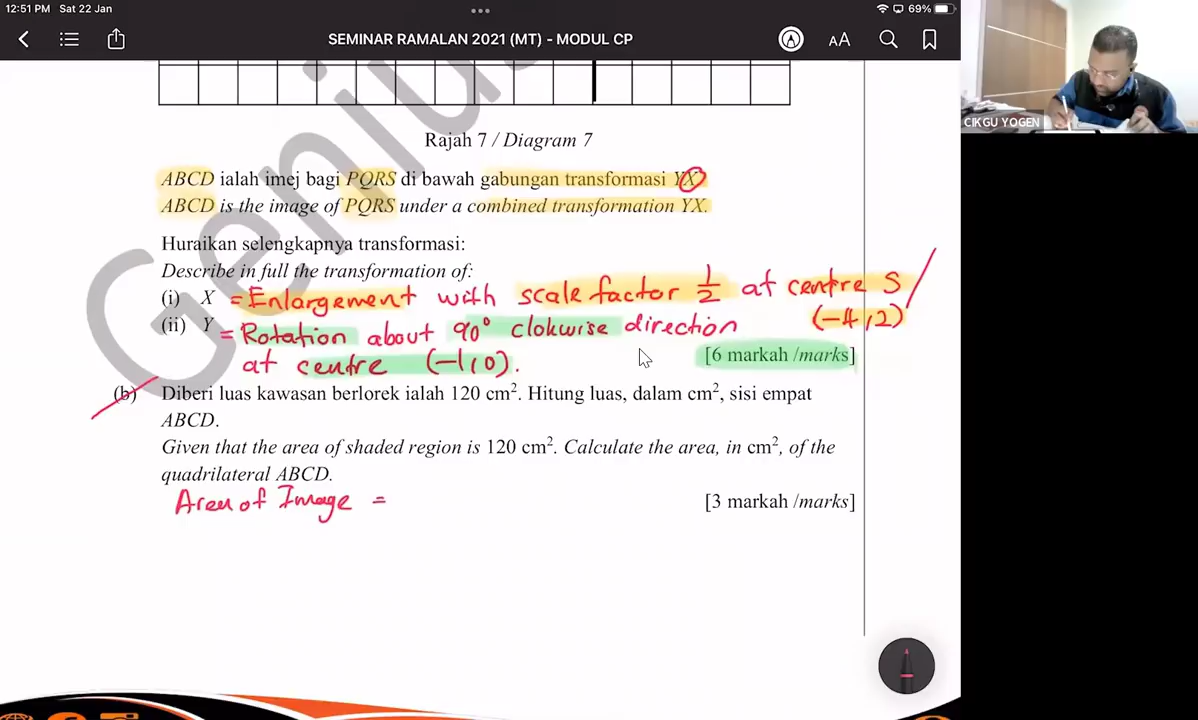 12:51 PM Sat 22 Jan
69%
SEMINAR RAMALAN 2021 (MT) - MODUL CP
AA
CIKGU YOGEN
Genius
Rajah 7 / Diagram 7
ABCD ialah imej bagi PQRS di bawah gabungan transformasi YX
ABCD is the image of PQRS under a combined transformation YX.
Huraikan selengkapnya transformasi:
Describe in full the transformation of:
(i) X = Enlargement with scale factor 1/2 at centre S
(-4,2)
(ii) Y = Rotation about 90° clokwise direction
at centre (-1,0).
[6 markah /marks]
(b) Diberi luas kawasan berlorek ialah 120 cm². Hitung luas, dalam cm², sisi empat
ABCD.
Given that the area of shaded region is 120 cm². Calculate the area, in cm², of the
quadrilateral ABCD.
Area of Image =
[3 markah /marks]